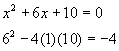 x² + 6x + 10 = 0
6² − 4(1)(10) = −4